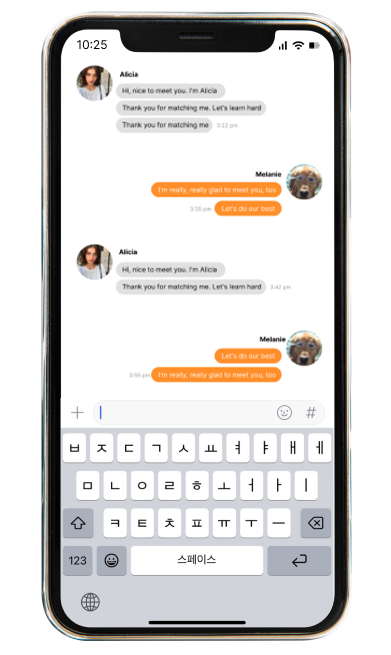 10:25
Alicia
Hi, nice to meet you. I'm Alicia
Thank you for matching me. Let's learn hard
Thank you for matching me 3:22 pm
Melanie
I'm really, really glad to meet you, too
3:25 pm Let's do our best
Alicia
Hi, nice to meet you. I'm Alicia
Thank you for matching me. Let's learn hard 3:42 pm
Melanie
Let's do our best
3:55 pm I'm really, really glad to meet you, too
+ #
ㅂ ㅈ ㄷ ㄱ ㅅ ㅛ ㅕ ㅑ ㅐ ㅔ
ㅁ ㄴ ㅇ ㄹ ㅎ ㅗ ㅓ ㅏ ㅣ
ㅋ ㅌ ㅊ ㅍ ㅠ ㅜ ㅡ
123 스페이스